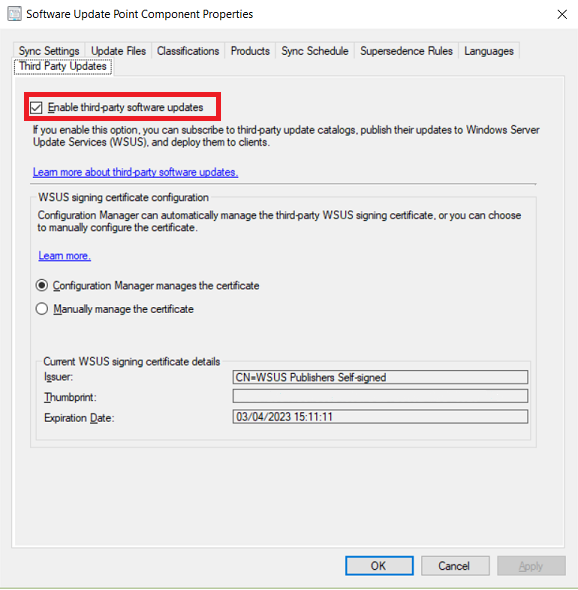 Software Update Point Component Properties
Sync Settings Update Files Classifications Products Sync Schedule Supersedence Rules Languages
Third Party Updates
Enable third-party software updates
If you enable this option, you can subscribe to third-party update catalogs, publish their updates to Windows Server
Update Services (WSUS), and deploy them to clients.
Learn more about third-party software updates.
WSUS signing certificate configuration
Configuration Manager can automatically manage the third-party WSUS signing certificate, or you can choose
to manually configure the certificate.
Learn more.
Configuration Manager manages the certificate
Manually manage the certificate
Current WSUS signing certificate details
Issuer: CN=WSUS Publishers Self-signed
Thumbprint:
Expiration Date: 03/04/2023 15:11:11
OK Cancel Apply